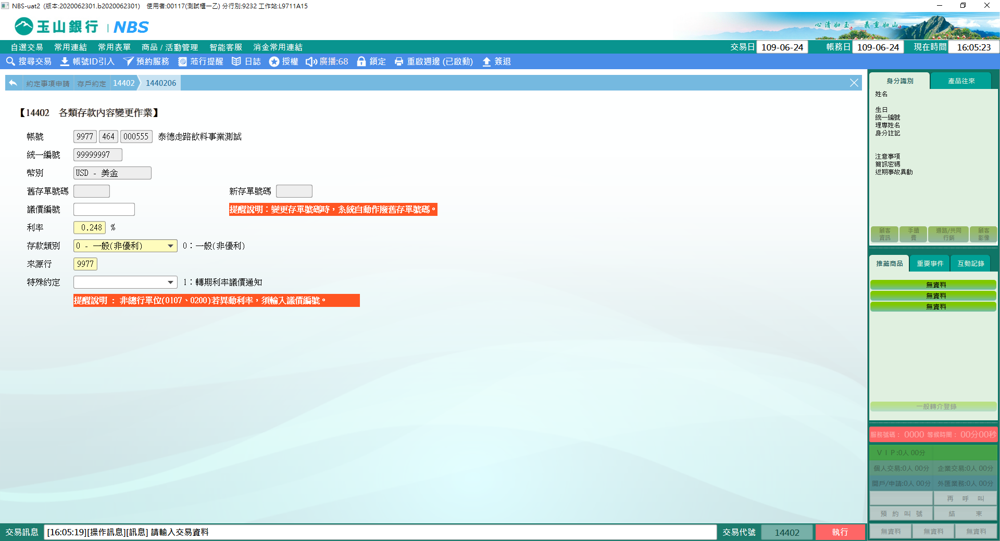 NBS-uat2 (版本:2020062301.b2020062301) 使用者:00117(測試櫃一乙) 分行別:9232 工作站:L9711A15
玉山銀行 | NBS
心清如玉 義重如山
自選交易 常用連結 常用表單 商品 / 活動管理 智能客服 消金常用連結 交易日 109-06-24 帳務日 109-06-24 現在時間 16:05:23
搜尋交易 帳號ID引入 預約服務 蒞行提醒 日誌 授權 廣播:68 鎖定 重啟週邊 (已啟動) 簽退
約定事項申請 存戶約定 14402 1440206
【14402 各類存款內容變更作業】
帳號 9977 464 000555 泰德走路飲料事業測試
統一編號 99999997
幣別 USD - 美金
舊存單號碼 新存單號碼
議價編號 提醒說明：變更存單號碼時，系統自動作廢舊存單號碼。
利率 0.248 %
存款類別 0 - 一般(非優利) 0：一般(非優利)
來源行 9977
特殊約定 1：轉期利率議價通知
提醒說明 : 非總行單位(0107、0200)若異動利率，須輸入議價編號。
身分識別 產品往來
姓名
生日
統一編號
理專姓名
身分註記
注意事項
簡訊密碼
近期事故異動
顧客資訊 手續費 通路/共同行銷 顧客影像
推薦商品 重要事件 互動記錄
無資料
無資料
無資料
一般轉介登錄
服務號碼： 0000 等候時間： 00分00秒
ＶＩＰ:0人 00分
個人交易:0人 00分 企業交易:0人 00分
開戶/申請:0人 00分 外匯業務:0人 00分
再 呼 叫
預 約 叫 號 結 束
無資料 無資料 無資料
交易訊息 [16:05:19][操作訊息][訊息] 請輸入交易資料 交易代號 14402 執行